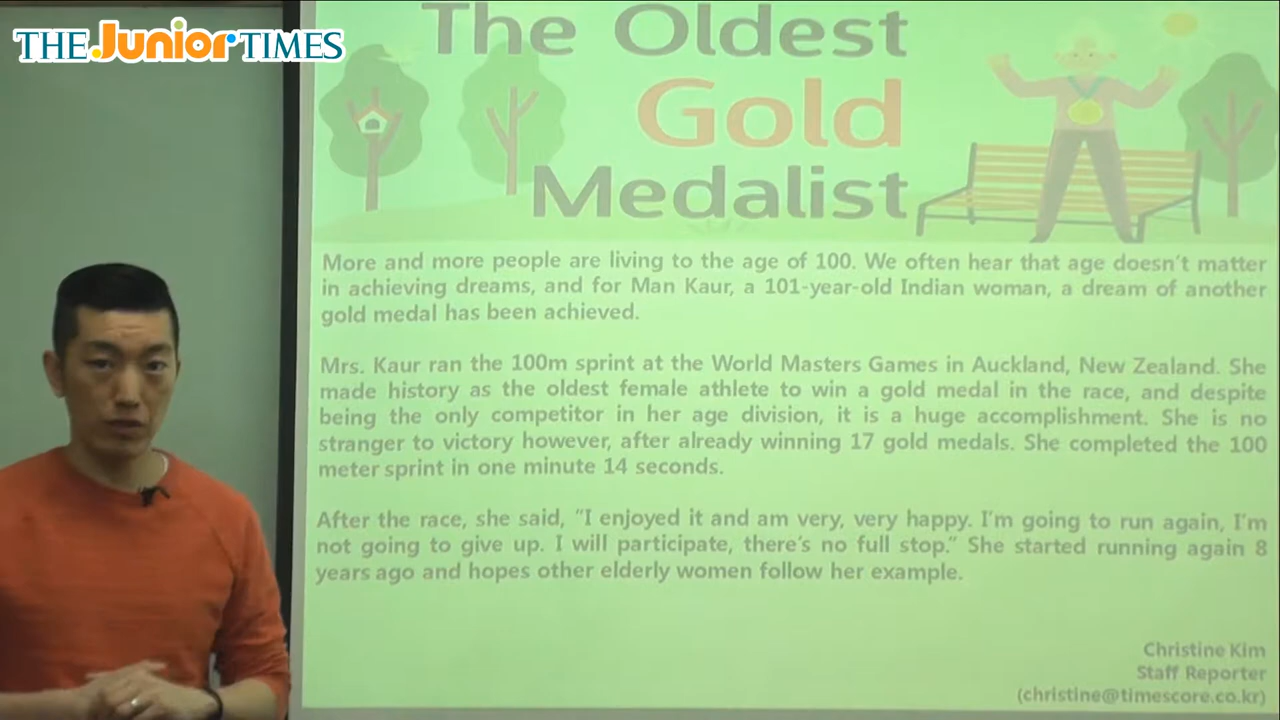 THE Junior TIMES
The Oldest
Gold
Medalist
More and more people are living to the age of 100. We often hear that age doesn't matter
in achieving dreams, and for Man Kaur, a 101-year-old Indian woman, a dream of another
gold medal has been achieved.
Mrs. Kaur ran the 100m sprint at the World Masters Games in Auckland, New Zealand. She
made history as the oldest female athlete to win a gold medal in the race, and despite
being the only competitor in her age division, it is a huge accomplishment. She is no
stranger to victory however, after already winning 17 gold medals. She completed the 100
meter sprint in one minute 14 seconds.
After the race, she said, "I enjoyed it and am very, very happy. I'm going to run again, I'm
not going to give up. I will participate, there's no full stop." She started running again 8
years ago and hopes other elderly women follow her example.
Christine Kim
Staff Reporter
(christine@timescore.co.kr)